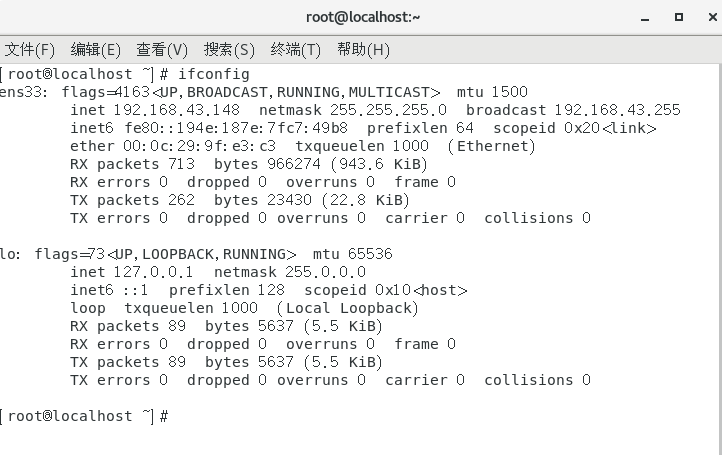 root@localhost:~
文件(F) 编辑(E) 查看(V) 搜索(S) 终端(T) 帮助(H)
[root@localhost ~]# ifconfig
ens33: flags=4163<UP,BROADCAST,RUNNING,MULTICAST>  mtu 1500
        inet 192.168.43.148  netmask 255.255.255.0  broadcast 192.168.43.255
        inet6 fe80::194e:187e:7fc7:49b8  prefixlen 64  scopeid 0x20<link>
        ether 00:0c:29:9f:e3:c3  txqueuelen 1000  (Ethernet)
        RX packets 713  bytes 966274 (943.6 KiB)
        RX errors 0  dropped 0  overruns 0  frame 0
        TX packets 262  bytes 23430 (22.8 KiB)
        TX errors 0  dropped 0 overruns 0  carrier 0  collisions 0
lo: flags=73<UP,LOOPBACK,RUNNING>  mtu 65536
        inet 127.0.0.1  netmask 255.0.0.0
        inet6 ::1  prefixlen 128  scopeid 0x10<host>
        loop  txqueuelen 1000  (Local Loopback)
        RX packets 89  bytes 5637 (5.5 KiB)
        RX errors 0  dropped 0  overruns 0  frame 0
        TX packets 89  bytes 5637 (5.5 KiB)
        TX errors 0  dropped 0 overruns 0  carrier 0  collisions 0
[root@localhost ~]#